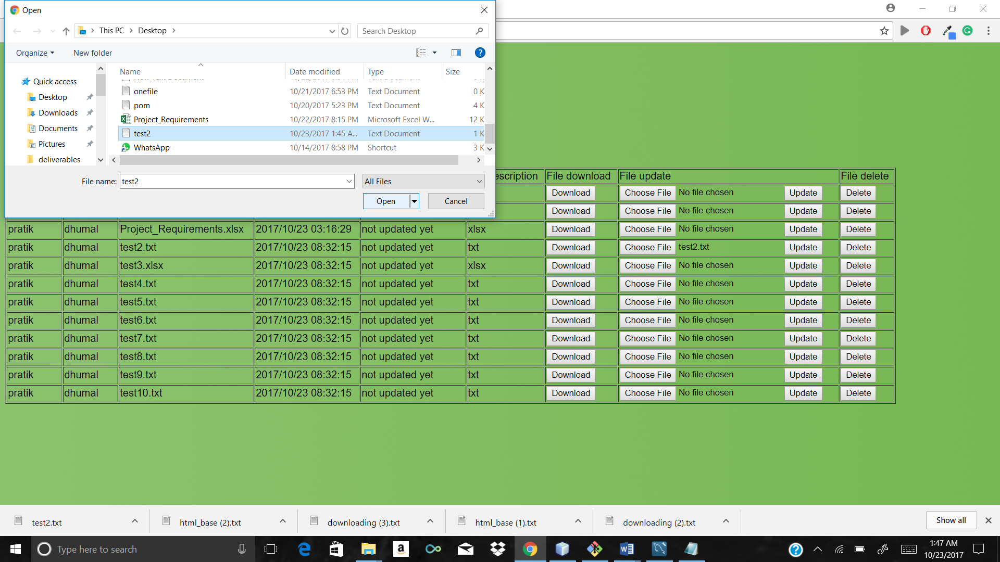 Open
This PC > Desktop >
Search Desktop
Organize
New folder
?
Name
Date modified
Type
Size
Quick access
Desktop
Downloads
Documents
Pictures
deliverables
onefile 10/21/2017 6:53 PM Text Document 0 K
pom 10/20/2017 5:23 PM Text Document 4 K
Project_Requirements 10/22/2017 8:15 PM Microsoft Excel W... 12 K
test2 10/23/2017 1:45 A... Text Document 1 K
WhatsApp 10/14/2017 8:58 PM Shortcut 3 K
File name: test2 All Files
Open Cancel
escription File download File update File delete
Download Choose File No file chosen Update Delete
Download Choose File No file chosen Update Delete
pratik dhumal Project_Requirements.xlsx 2017/10/23 03:16:29 not updated yet xlsx Download Choose File No file chosen Update Delete
pratik dhumal test2.txt 2017/10/23 08:32:15 not updated yet txt Download Choose File test2.txt Update Delete
pratik dhumal test3.xlsx 2017/10/23 08:32:15 not updated yet xlsx Download Choose File No file chosen Update Delete
pratik dhumal test4.txt 2017/10/23 08:32:15 not updated yet txt Download Choose File No file chosen Update Delete
pratik dhumal test5.txt 2017/10/23 08:32:15 not updated yet txt Download Choose File No file chosen Update Delete
pratik dhumal test6.txt 2017/10/23 08:32:15 not updated yet txt Download Choose File No file chosen Update Delete
pratik dhumal test7.txt 2017/10/23 08:32:15 not updated yet txt Download Choose File No file chosen Update Delete
pratik dhumal test8.txt 2017/10/23 08:32:15 not updated yet txt Download Choose File No file chosen Update Delete
pratik dhumal test9.txt 2017/10/23 08:32:15 not updated yet txt Download Choose File No file chosen Update Delete
pratik dhumal test10.txt 2017/10/23 08:32:15 not updated yet txt Download Choose File No file chosen Update Delete
test2.txt html_base (2).txt downloading (3).txt html_base (1).txt downloading (2).txt Show all
Type here to search
1:47 AM
10/23/2017